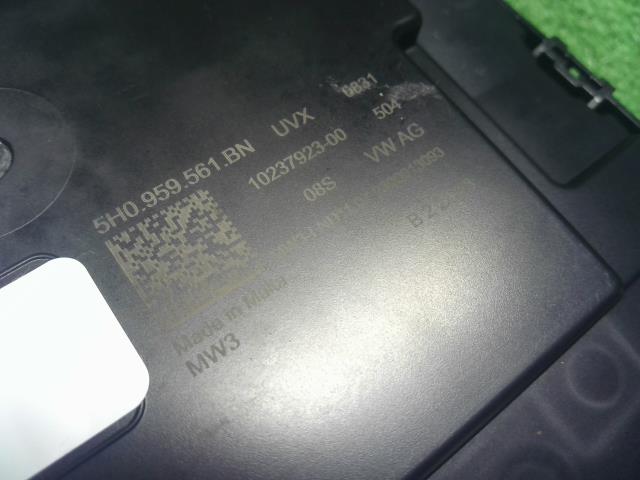 5H0.959.561.BN UVX 0831
10237923-00 504
08S VW AG
Made in Malta
MW3